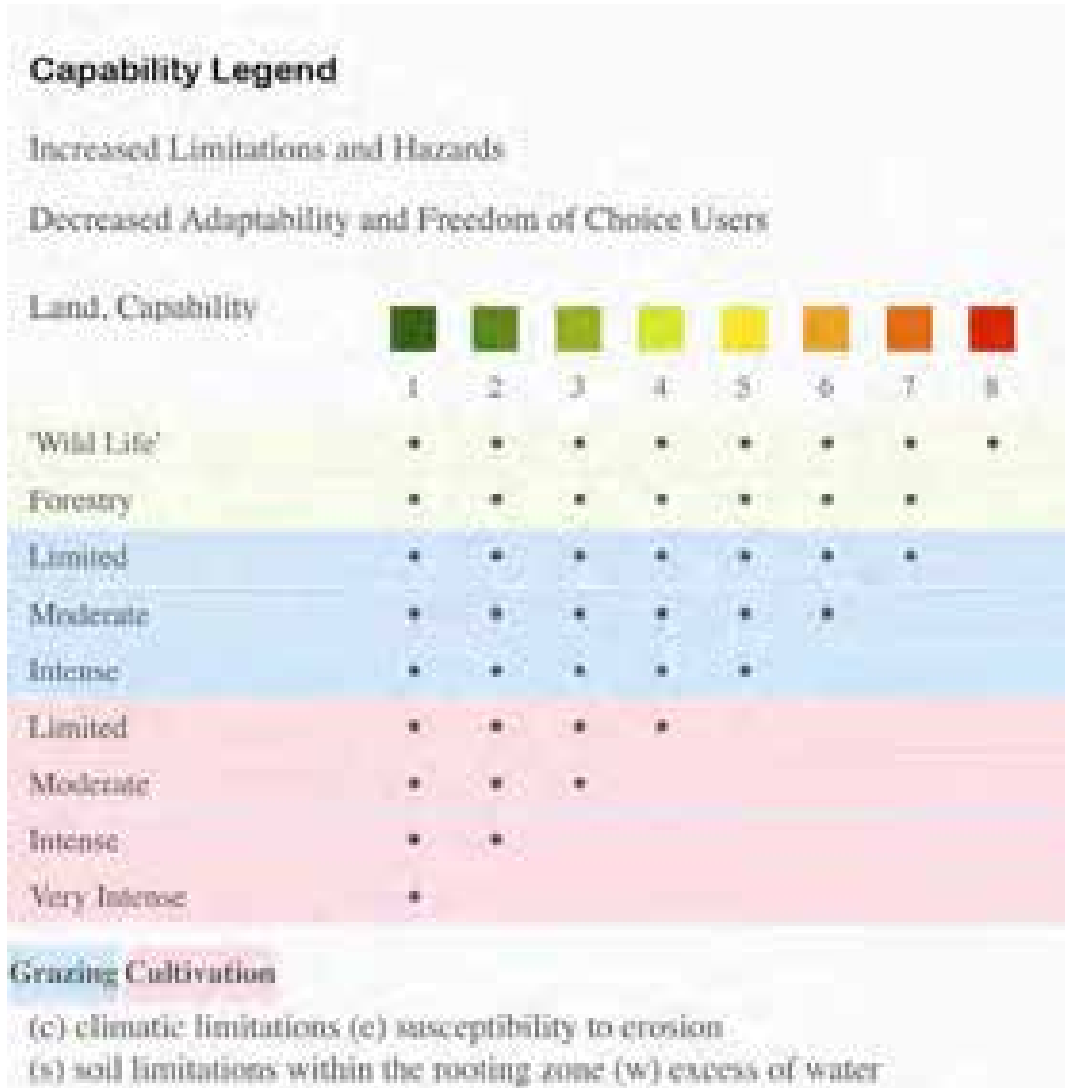 Capability Legend
Increased Limitations and Hazards
Decreased Adaptability and Freedom of Choice Users
Land, Capability
1 2 3 4 5 6 7 8
'Wild Life' • • • • • • • •
Forestry • • • • • • •
Limited • • • • • • •
Moderate • • • • • •
Intense • • • • •
Limited • • • •
Moderate • • •
Intense • •
Very Intense •
Grazing Cultivation
(c) climatic limitations (e) susceptibility to erosion
(s) soil limitations within the rooting zone (w) excess of water